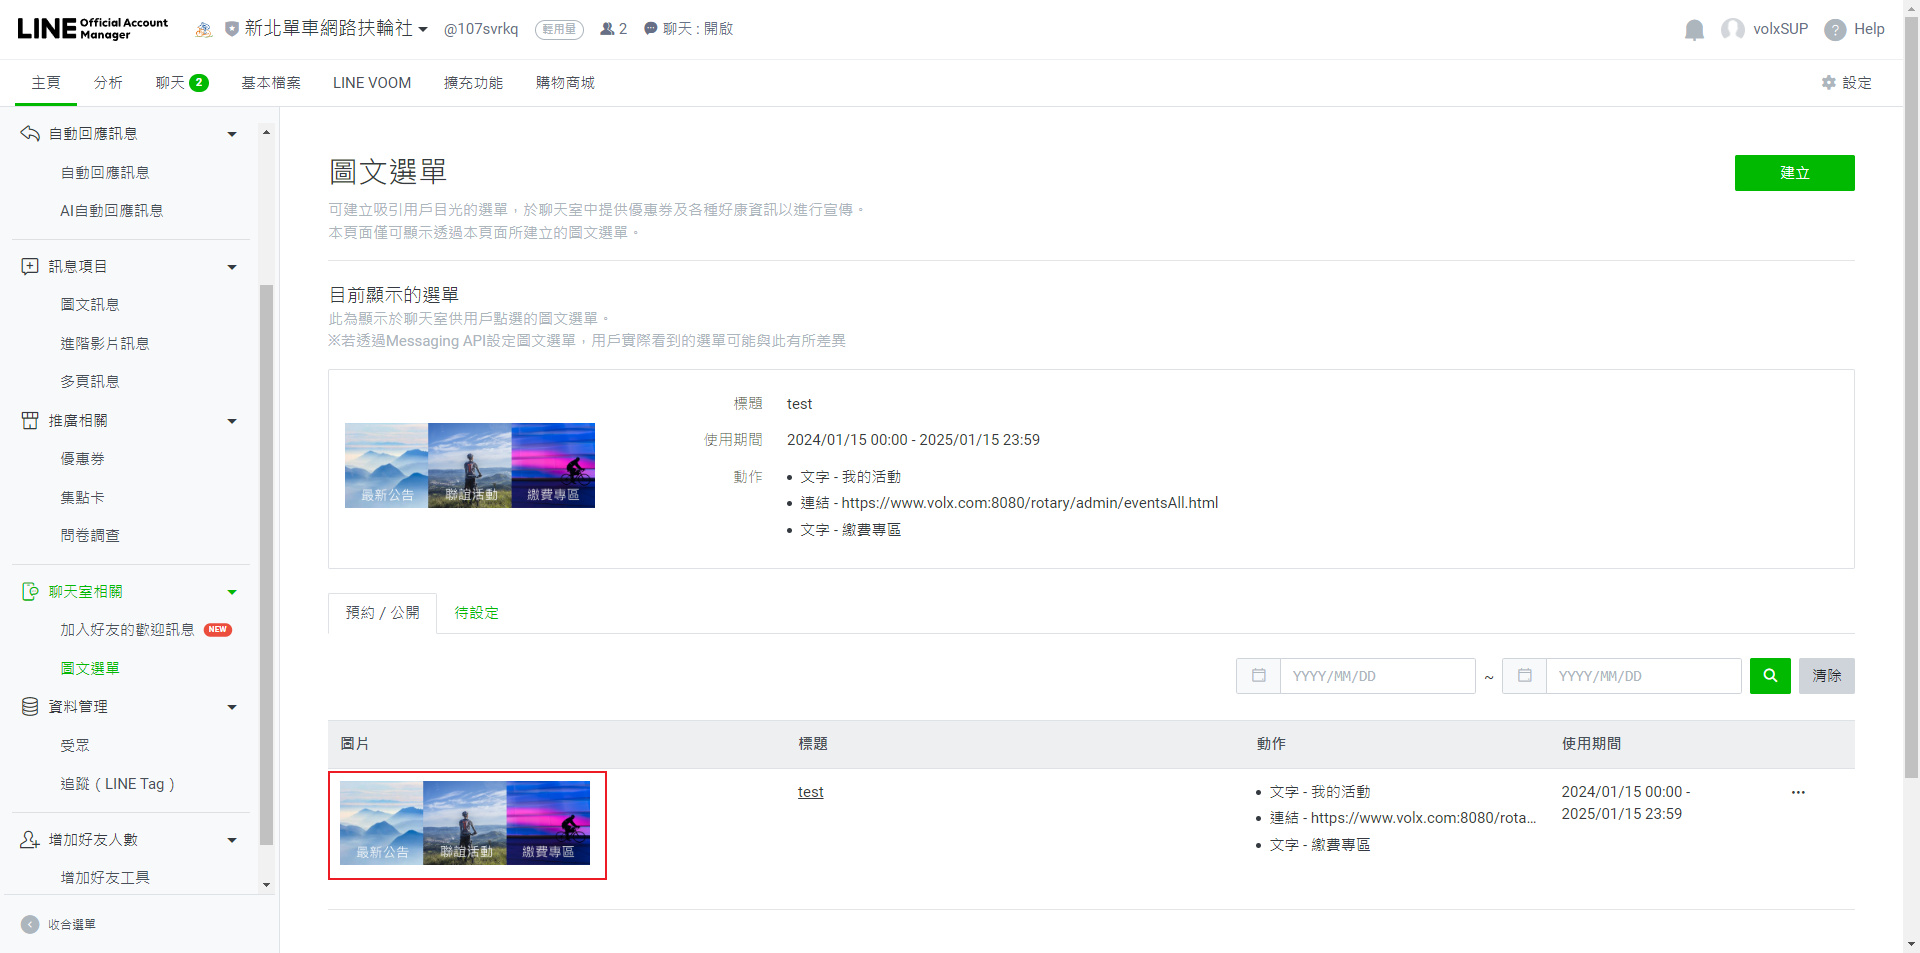 LINE Official Account Manager
新北單車網路扶輪社
@107svrkq
輕用量
2
聊天 : 開啟
volxSUP
? Help
主頁
分析
聊天 2
基本檔案
LINE VOOM
擴充功能
購物商城
設定
自動回應訊息
自動回應訊息
AI自動回應訊息
訊息項目
圖文訊息
進階影片訊息
多頁訊息
推廣相關
優惠券
集點卡
問卷調查
聊天室相關
加入好友的歡迎訊息 NEW
圖文選單
資料管理
受眾
追蹤（LINE Tag）
增加好友人數
增加好友工具
收合選單
圖文選單
建立
可建立吸引用戶目光的選單，於聊天室中提供優惠券及各種好康資訊以進行宣傳。
本頁面僅可顯示透過本頁面所建立的圖文選單。
目前顯示的選單
此為顯示於聊天室供用戶點選的圖文選單。
※若透過Messaging API設定圖文選單，用戶實際看到的選單可能與此有所差異
最新公告
聯誼活動
繳費專區
標題 test
使用期間 2024/01/15 00:00 - 2025/01/15 23:59
動作 • 文字 - 我的活動
• 連結 - https://www.volx.com:8080/rotary/admin/eventsAll.html
• 文字 - 繳費專區
預約 / 公開
待設定
YYYY/MM/DD ~ YYYY/MM/DD
清除
圖片 標題 動作 使用期間
最新公告
聯誼活動
繳費專區
test
• 文字 - 我的活動
• 連結 - https://www.volx.com:8080/rota...
• 文字 - 繳費專區
2024/01/15 00:00 -
2025/01/15 23:59
...